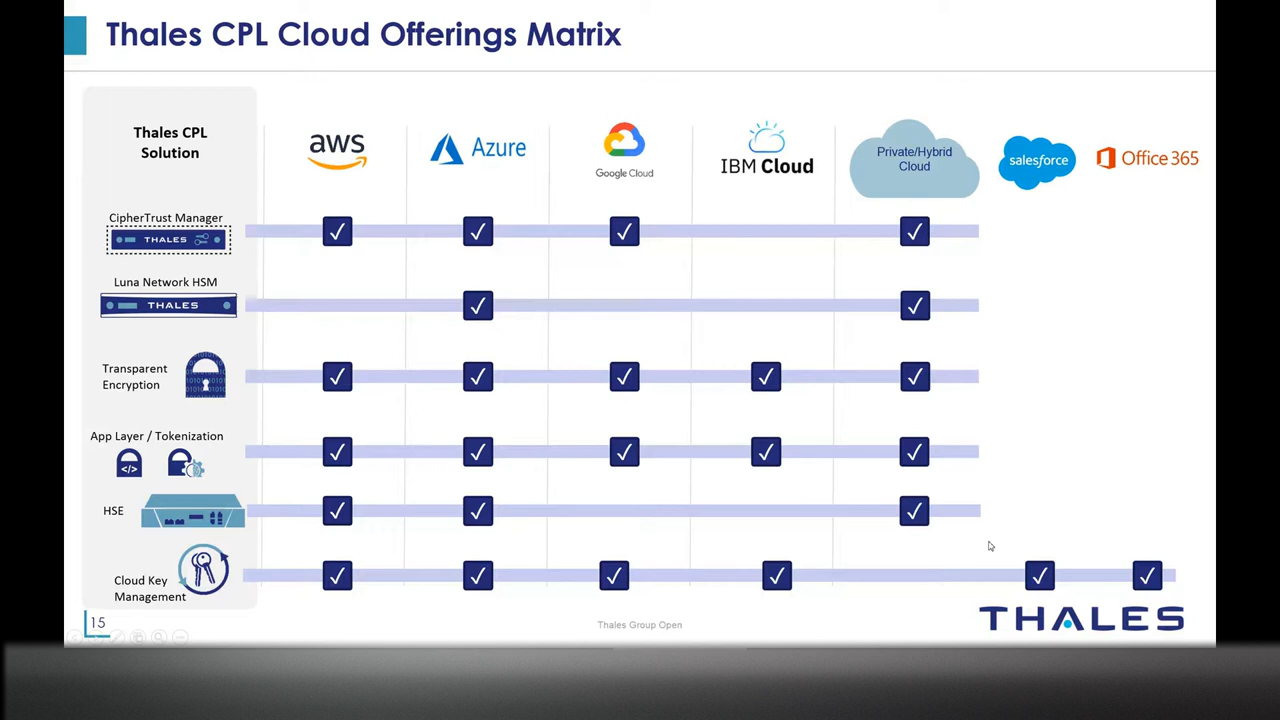 Thales CPL Cloud Offerings Matrix
Thales CPL
Solution
aws
Azure
Google Cloud
IBM Cloud
Private/Hybrid
Cloud
salesforce
Office 365
CipherTrust Manager
THALES
Luna Network HSM
THALES
Transparent
Encryption
App Layer / Tokenization
</>
HSE
Cloud Key
Management
15
Thales Group Open
THALES